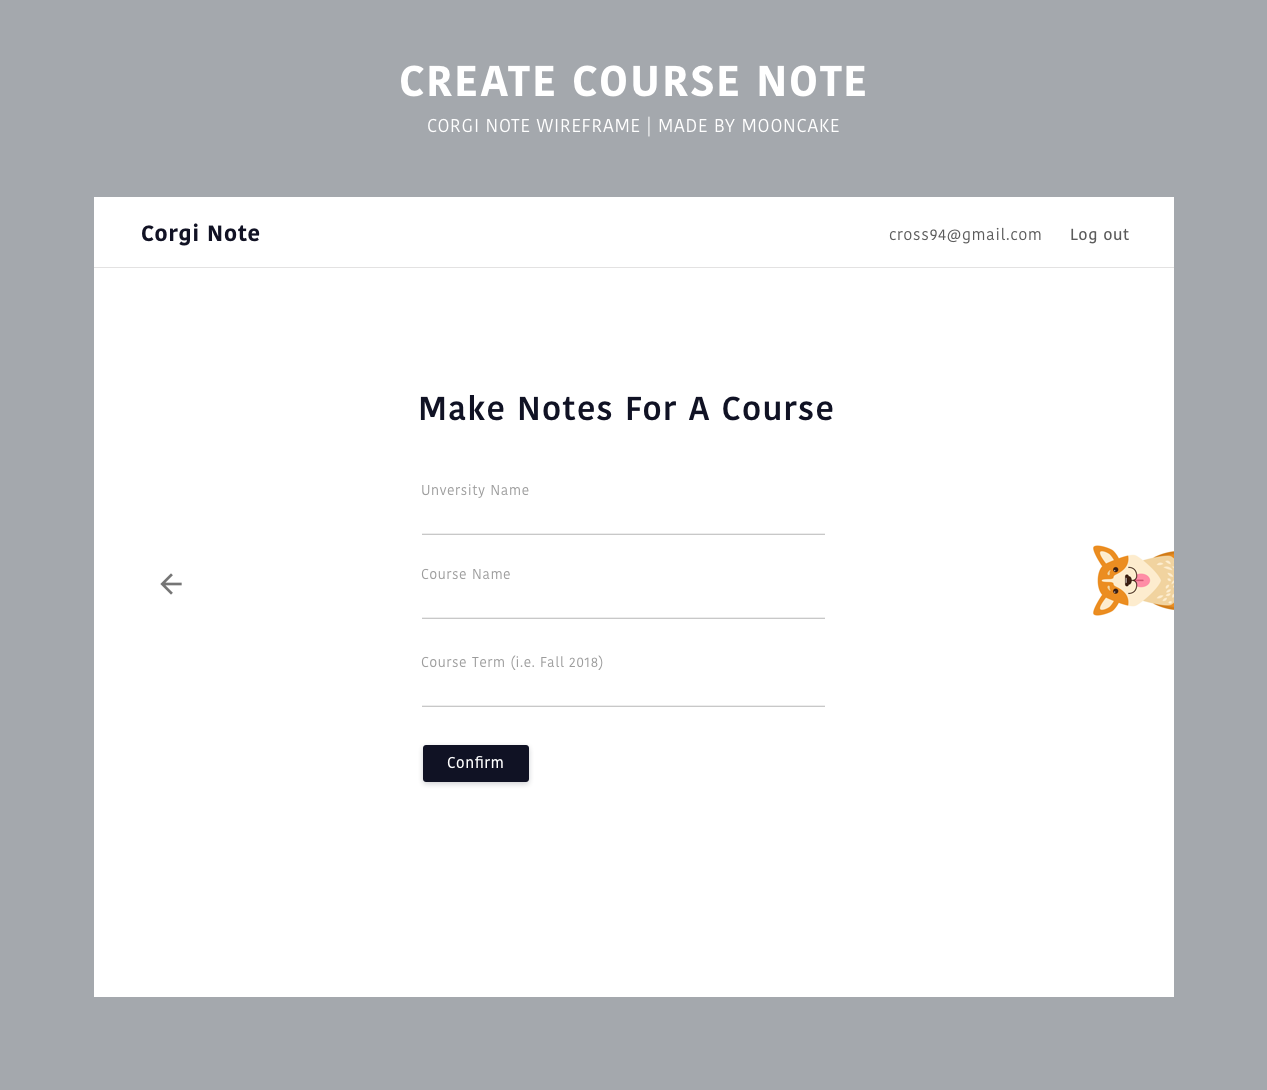 CREATE COURSE NOTE
CORGI NOTE WIREFRAME | MADE BY MOONCAKE
Corgi Note
cross94@gmail.com
Log out
Make Notes For A Course
Unversity Name
Course Name
Course Term (i.e. Fall 2018)
Confirm